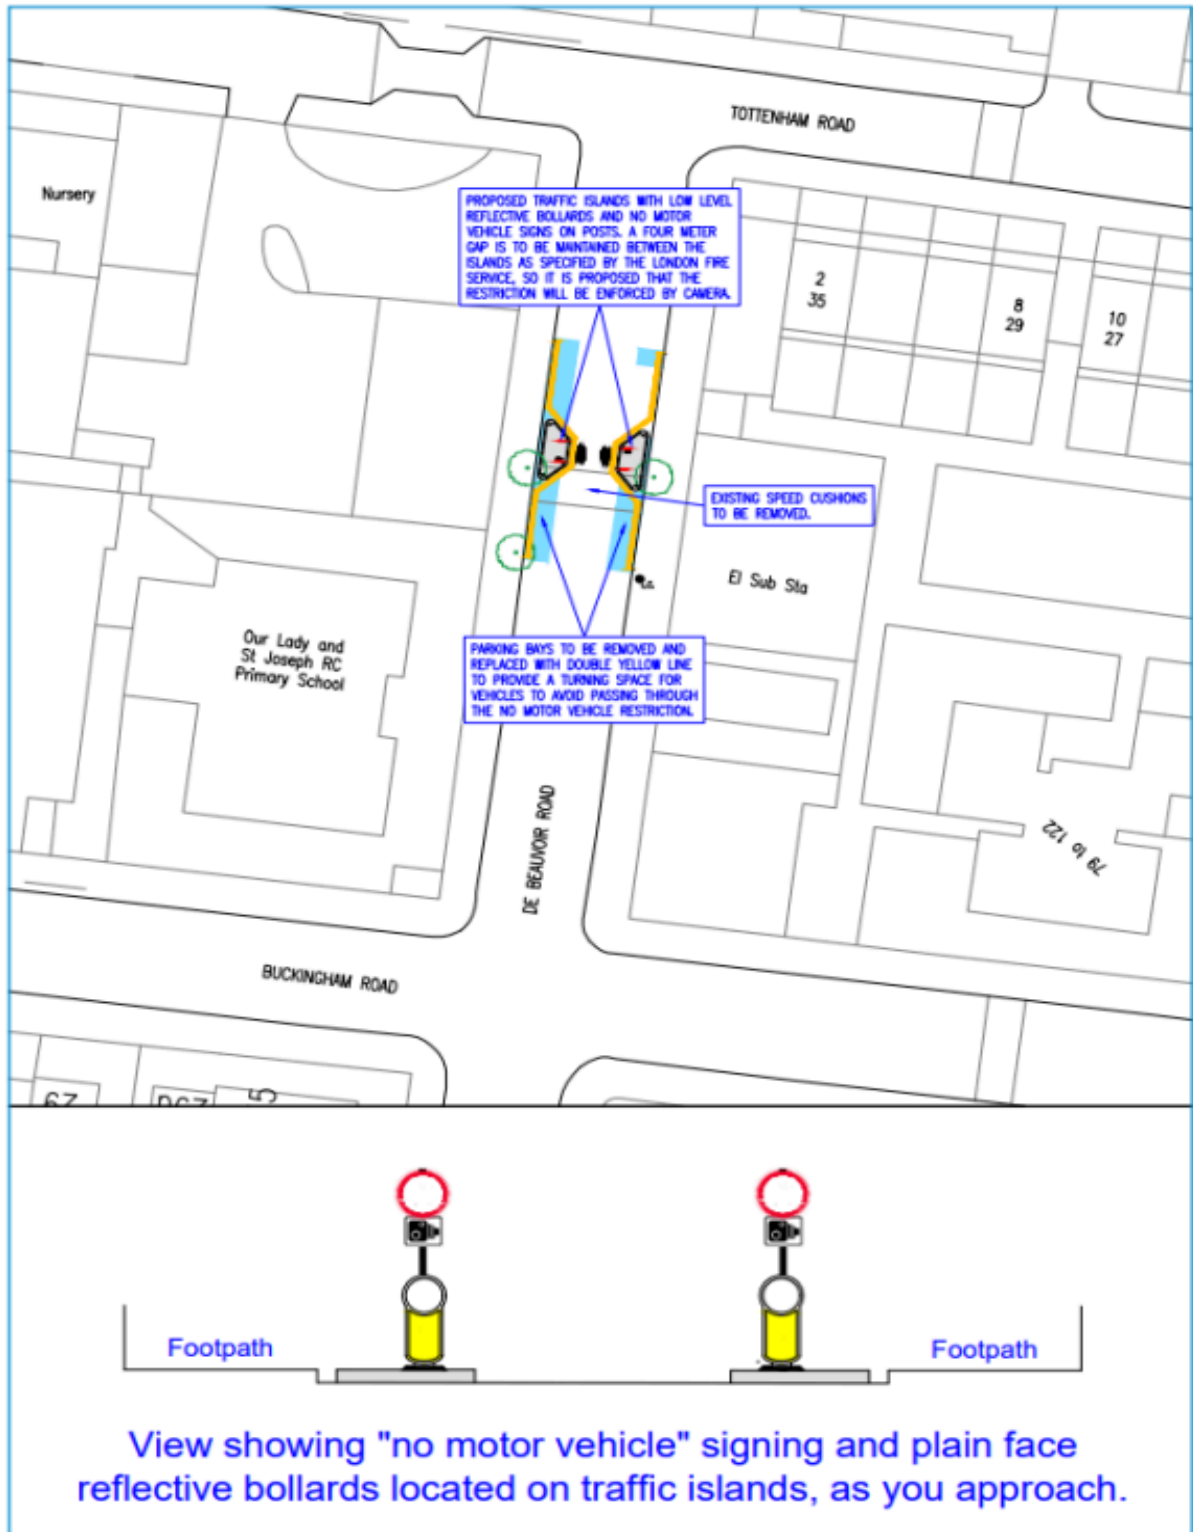 TOTTENHAM ROAD
Nursery
PROPOSED TRAFFIC ISLANDS WITH LOW LEVEL
REFLECTIVE BOLLARDS AND NO MOTOR
VEHICLE SIGNS ON POSTS. A FOUR METER
GAP IS TO BE MAINTAINED BETWEEN THE
ISLANDS AS SPECIFIED BY THE LONDON FIRE
SERVICE, SO IT IS PROPOSED THAT THE
RESTRICTION WILL BE ENFORCED BY CAMERA.
2
35
8
29
10
27
EXISTING SPEED CUSHIONS
TO BE REMOVED.
El Sub Sta
Our Lady and
St Joseph RC
Primary School
PARKING BAYS TO BE REMOVED AND
REPLACED WITH DOUBLE YELLOW LINE
TO PROVIDE A TURNING SPACE FOR
VEHICLES TO AVOID PASSING THROUGH
THE NO MOTOR VEHICLE RESTRICTION.
DE BEAUVOIR ROAD
79 to 122
BUCKINGHAM ROAD
5
Footpath
Footpath
View showing "no motor vehicle" signing and plain face
reflective bollards located on traffic islands, as you approach.